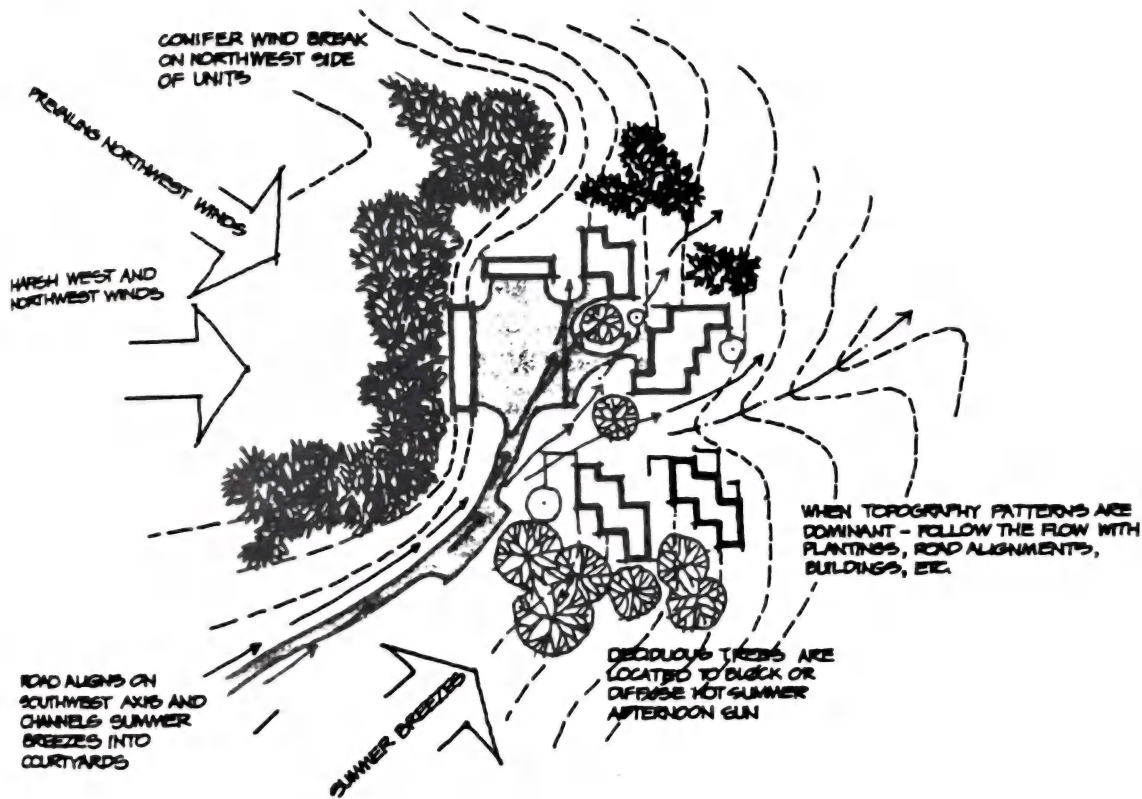 CONIFER WIND BREAK
ON NORTHWEST SIDE
OF UNITS
PREVAILING NORTHWEST WINDS
HARSH WEST AND
NORTHWEST WINDS
WHEN TOPOGRAPHY PATTERNS ARE
DOMINANT - FOLLOW THE FLOW WITH
PLANTINGS, ROAD ALIGNMENTS,
BUILDINGS, ETC.
DECIDUOUS TREES ARE
LOCATED TO BLOCK OR
DIFFUSE HOT SUMMER
AFTERNOON SUN
ROAD ALIGNS ON
SOUTHWEST AXIS AND
CHANNELS SUMMER
BREEZES INTO
COURTYARDS
SUMMER BREEZES